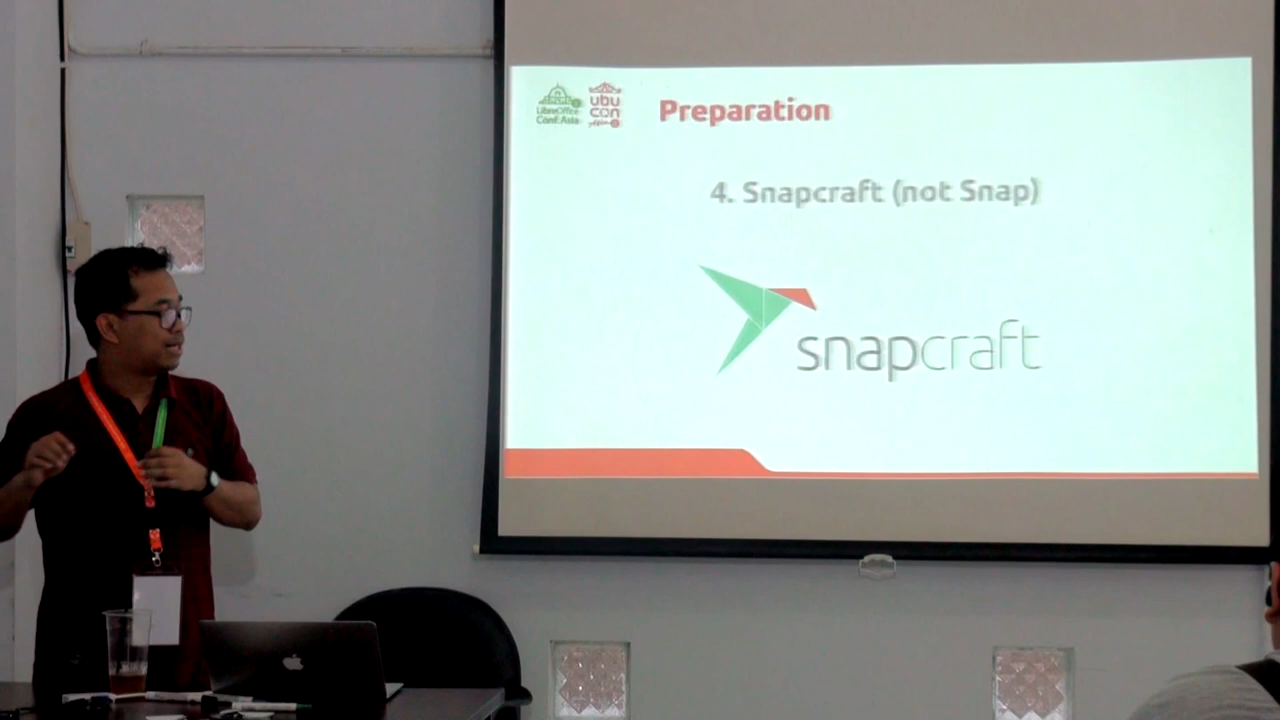 LibreOffice
Conf.Asia
ubu
con
Preparation
4. Snapcraft (not Snap)
snapcraft